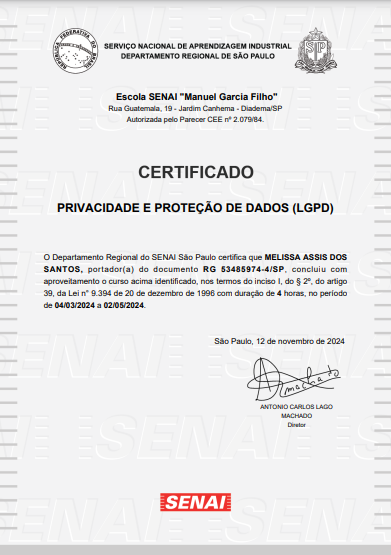 REPÚBLICA FEDERATIVA DO BRASIL
SERVIÇO NACIONAL DE APRENDIZAGEM INDUSTRIAL
DEPARTAMENTO REGIONAL DE SÃO PAULO
Escola SENAI "Manuel Garcia Filho"
Rua Guatemala, 19 - Jardim Canhema - Diadema/SP
Autorizada pelo Parecer CEE nº 2.079/84.
CERTIFICADO
PRIVACIDADE E PROTEÇÃO DE DADOS (LGPD)
O Departamento Regional do SENAI São Paulo certifica que MELISSA ASSIS DOS
SANTOS, portador(a) do documento RG 53485974-4/SP, concluiu com
aproveitamento o curso acima identificado, nos termos do inciso I, do § 2º, do artigo
39, da Lei n° 9.394 de 20 de dezembro de 1996 com duração de 4 horas, no período
de 04/03/2024 a 02/05/2024.
São Paulo, 12 de novembro de 2024
ANTONIO CARLOS LAGO
MACHADO
Diretor
SENAI